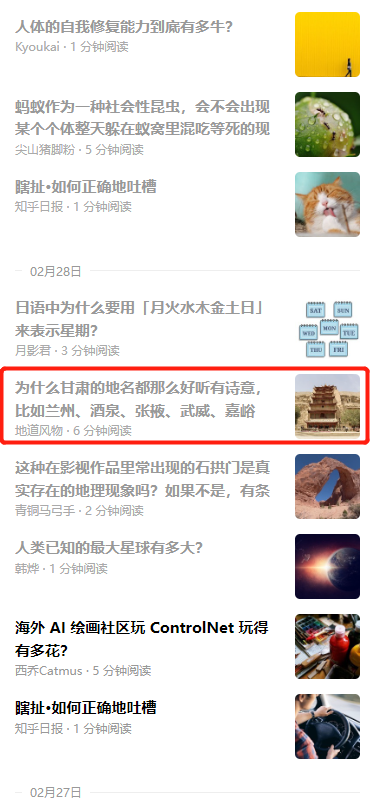 人体的自我修复能力到底有多牛?
Kyoukai · 1 分钟阅读
蚂蚁作为一种社会性昆虫，会不会出现
某个个体整天躲在蚁窝里混吃等死的现
尖山猪脚粉 · 5 分钟阅读
瞎扯·如何正确地吐槽
知乎日报 · 1 分钟阅读
02月28日
日语中为什么要用「月火水木金土日」
来表示星期?
月影君 · 3 分钟阅读
SAT SUN
WED MON TUE
THU FRI
为什么甘肃的地名都那么好听有诗意，
比如兰州、酒泉、张掖、武威、嘉峪
地道风物 · 6 分钟阅读
这种在影视作品里常出现的石拱门是真
实存在的地理现象吗? 如果不是，有条
青铜马弓手 · 2 分钟阅读
人类已知的最大星球有多大?
韩烨 · 1 分钟阅读
海外 AI 绘画社区玩 ControlNet 玩得
有多花?
西乔Catmus · 5 分钟阅读
瞎扯·如何正确地吐槽
知乎日报 · 1 分钟阅读
02月27日